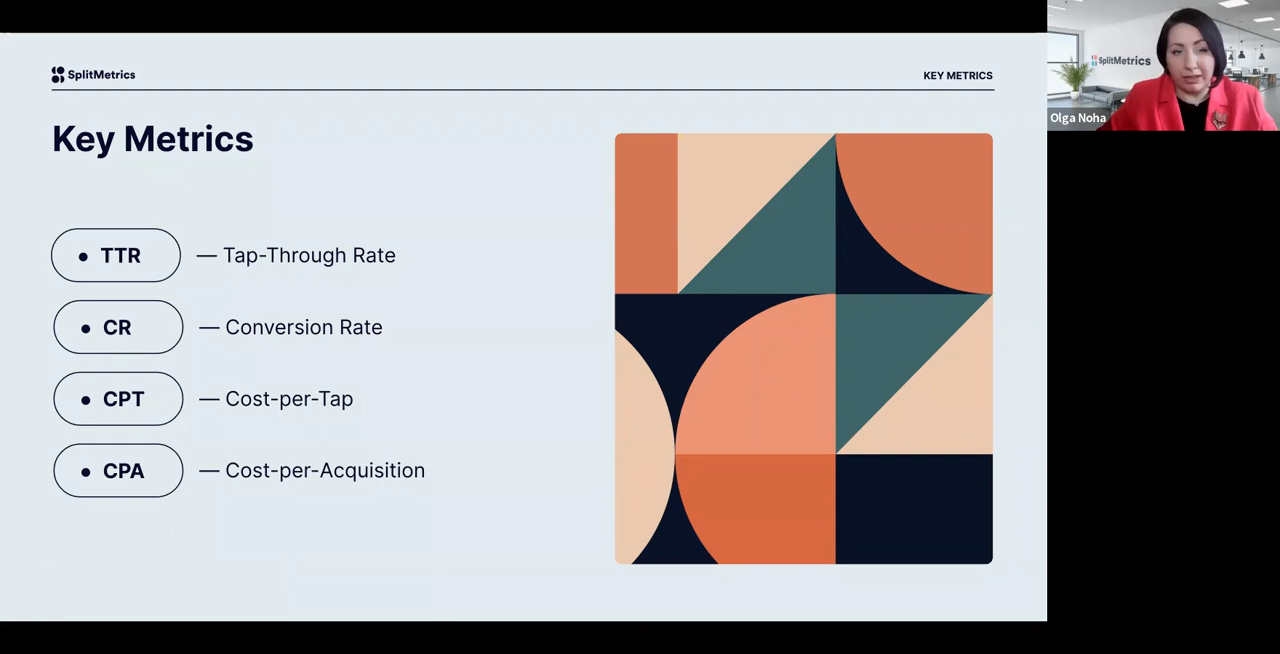 SplitMetrics
KEY METRICS
Key Metrics
• TTR — Tap-Through Rate
• CR — Conversion Rate
• CPT — Cost-per-Tap
• CPA — Cost-per-Acquisition
SplitMetrics
Olga Noha